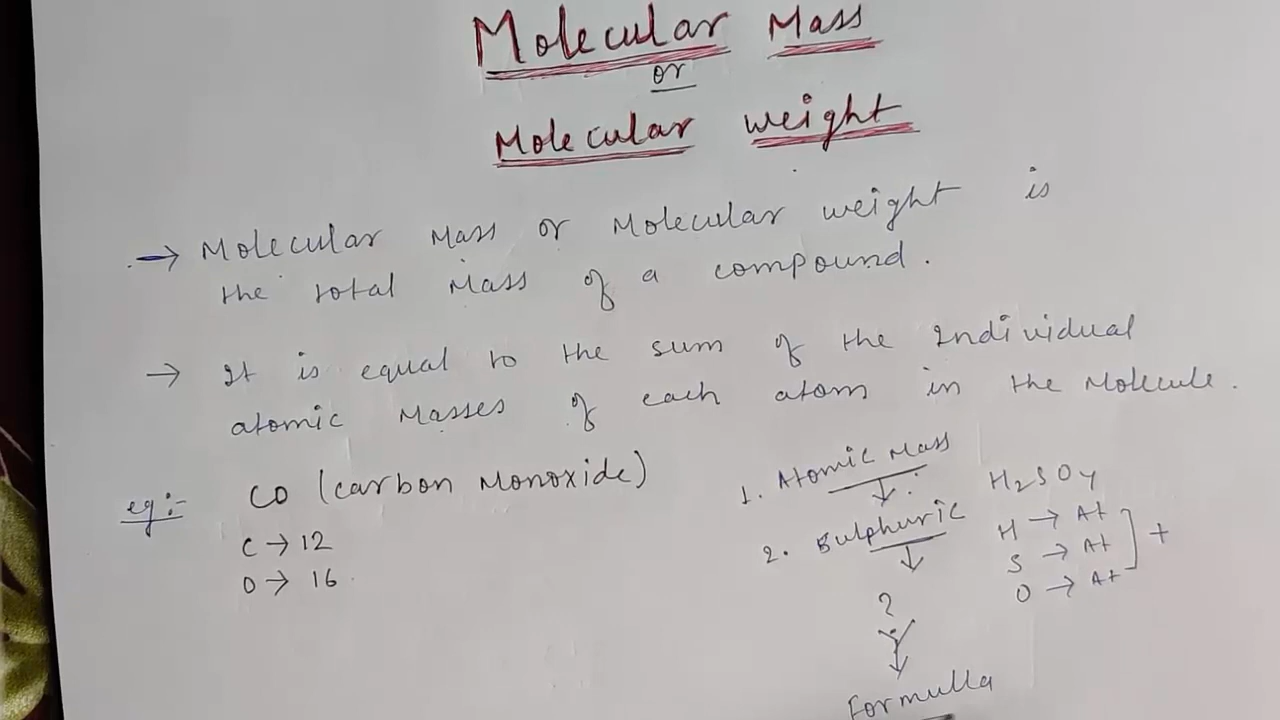 Molecular Mass
or
Molecular weight
→ Molecular Mass or Molecular weight is
the total Mass of a compound.
→ It is equal to the sum of the Individual
atomic Masses of each atom in the Molecule.
eg:- CO (carbon Monoxide)
C → 12
O → 16
1. Atomic Mass
↓
2. Sulphuric
↓
?
↓
Formulla
H2SO4
H → At
S → At
O → At
] +